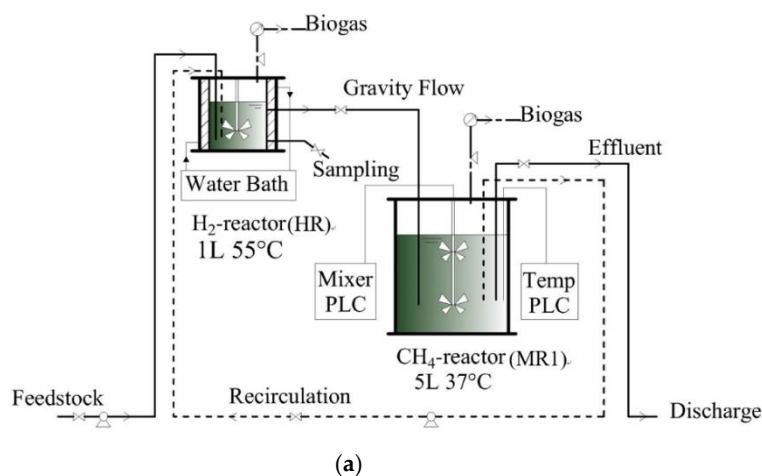 Biogas
Gravity Flow
Biogas
Effluent
Sampling
Water Bath
H₂-reactor(HR)
1L 55°C
Mixer
PLC
Temp
PLC
CH₄-reactor(MR1)
5L 37°C
Feedstock
Recirculation
Discharge
(a)